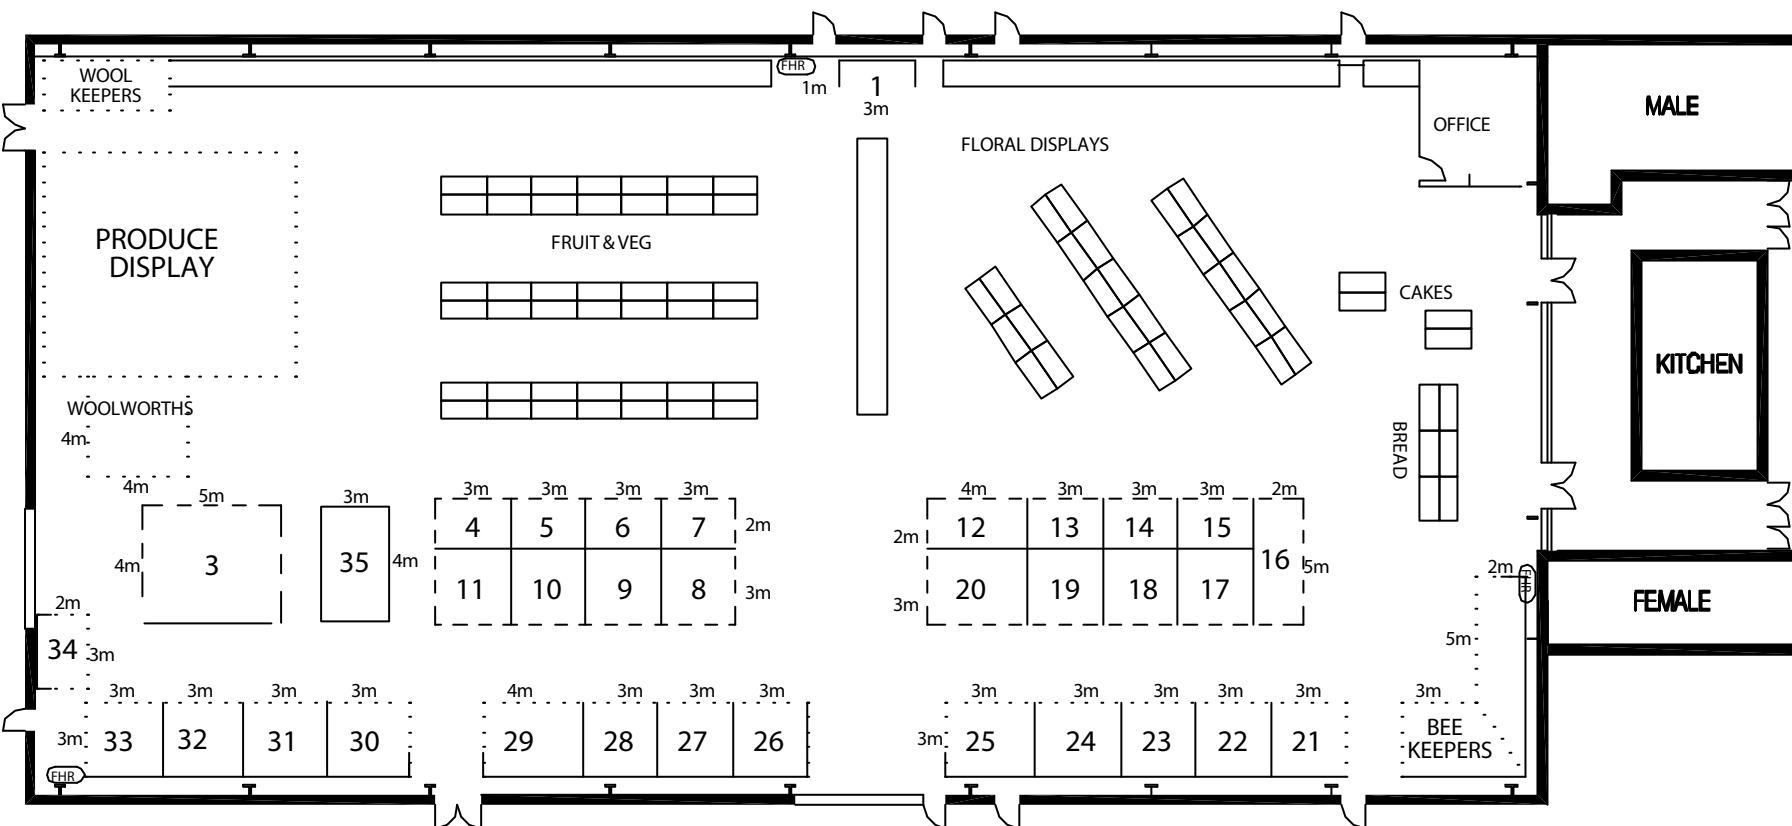 WOOL
KEEPERS
FHR
1m
1
3m
OFFICE
MALE
FLORAL DISPLAYS
PRODUCE
DISPLAY
FRUIT & VEG
CAKES
KITCHEN
WOOLWORTHS
4m
4m
BREAD
5m
3m
3m 3m 3m 3m
4m 3m 3m 3m 2m
4 5 6 7 2m
2m 12 13 14 15
4m 3 35 4m
16 5m
11 10 9 8 3m
3m 20 19 18 17
2m FHR
FEMALE
2m
34 3m
5m
3m 3m 3m 3m 4m 3m 3m 3m 3m 3m 3m 3m 3m 3m
3m 33 32 31 30 29 28 27 26 3m 25 24 23 22 21
BEE
KEEPERS
FHR